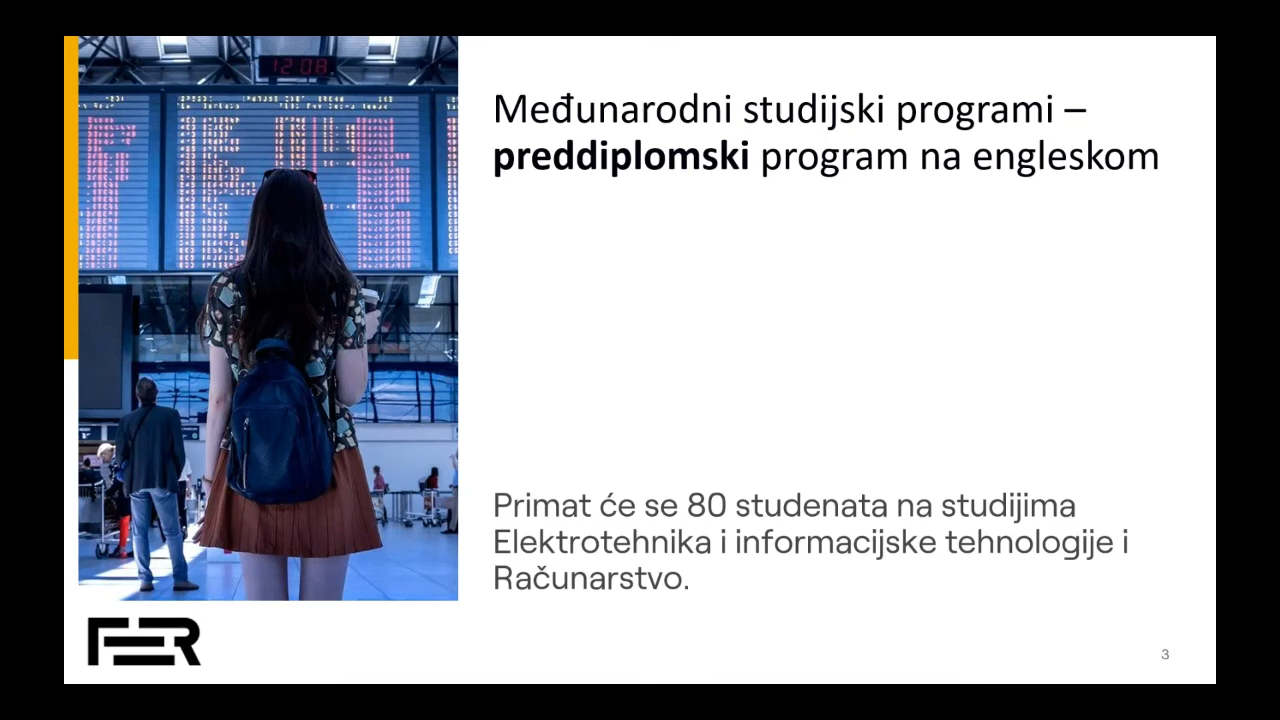 12:08
Međunarodni studijski programi –
preddiplomski program na engleskom
Primat će se 80 studenata na studijima
Elektrotehnika i informacijske tehnologije i
Računarstvo.
FER
3